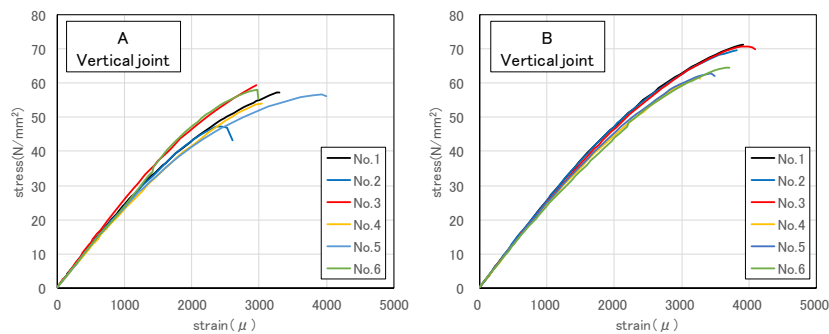 A
Vertical joint
stress(N/mm²)
80
70
60
50
40
30
20
10
0
No.1
No.2
No.3
No.4
No.5
No.6
0 1000 2000 3000 4000 5000
strain(μ)
B
Vertical joint
stress(N/mm²)
80
70
60
50
40
30
20
10
0
No.1
No.2
No.3
No.4
No.5
No.6
0 1000 2000 3000 4000 5000
strain(μ)